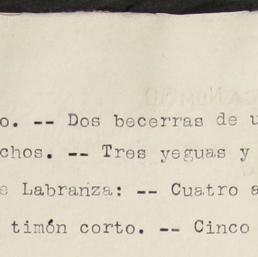 o. -- Dos becerras de u
chos. -- Tres yeguas y
e Labranza: -- Cuatro a
timón corto. -- Cinco